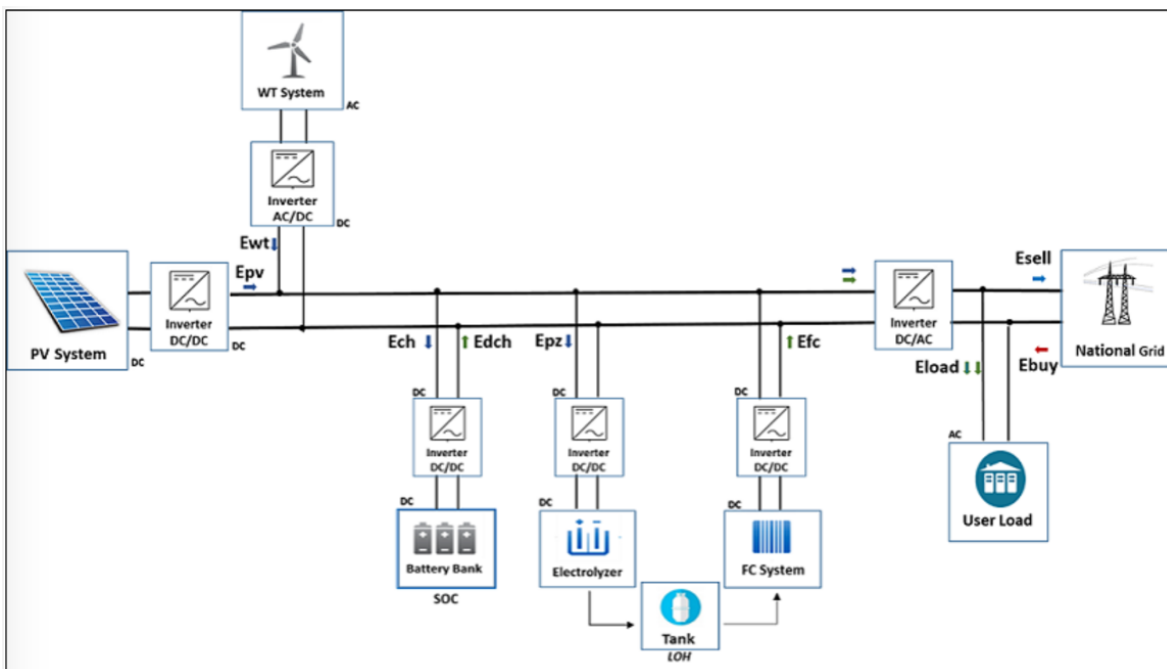 WT System
AC
Inverter
AC/DC
DC
Ewt
Epv
Esell
Inverter
DC/DC
DC
PV System
DC
Inverter
DC/AC
National Grid
Ech
Edch
Epz
Efc
Eload
Ebuy
DC
Inverter
DC/DC
DC
DC
Inverter
DC/DC
DC
DC
Inverter
DC/DC
DC
AC
User Load
Battery Bank
SOC
Electrolyzer
FC System
Tank
LOH